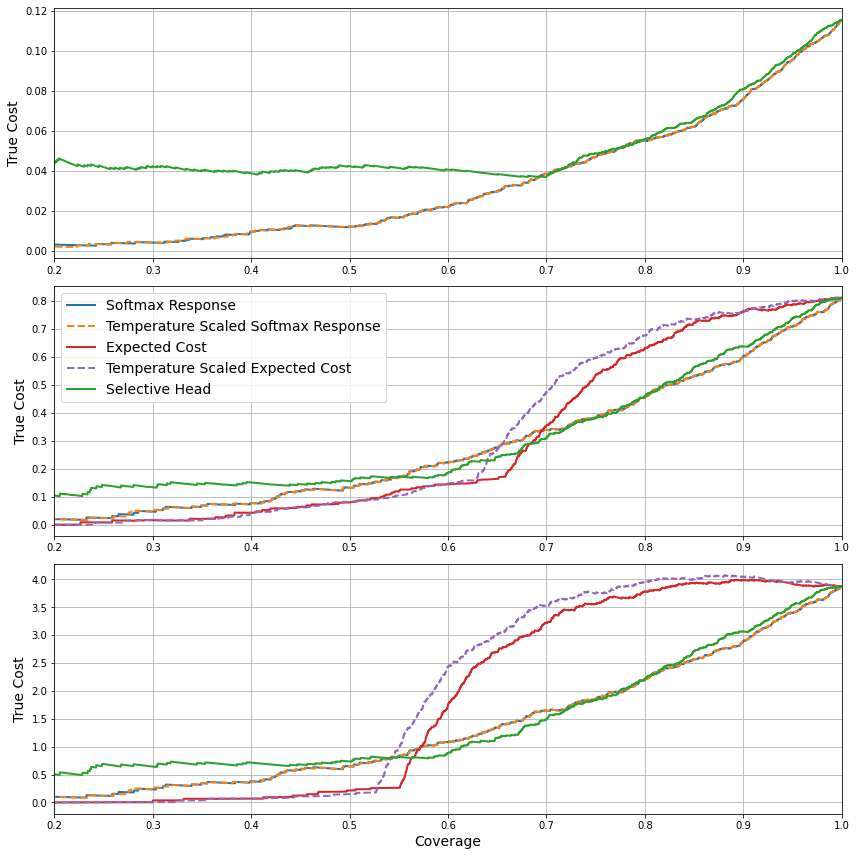 True Cost
0.12
0.10
0.08
0.06
0.04
0.02
0.00
0.2 0.3 0.4 0.5 0.6 0.7 0.8 0.9 1.0
True Cost
0.8
0.7
0.6
0.5
0.4
0.3
0.2
0.1
0.0
Softmax Response
Temperature Scaled Softmax Response
Expected Cost
Temperature Scaled Expected Cost
Selective Head
0.2 0.3 0.4 0.5 0.6 0.7 0.8 0.9 1.0
True Cost
4.0
3.5
3.0
2.5
2.0
1.5
1.0
0.5
0.0
0.2 0.3 0.4 0.5 0.6 0.7 0.8 0.9 1.0
Coverage